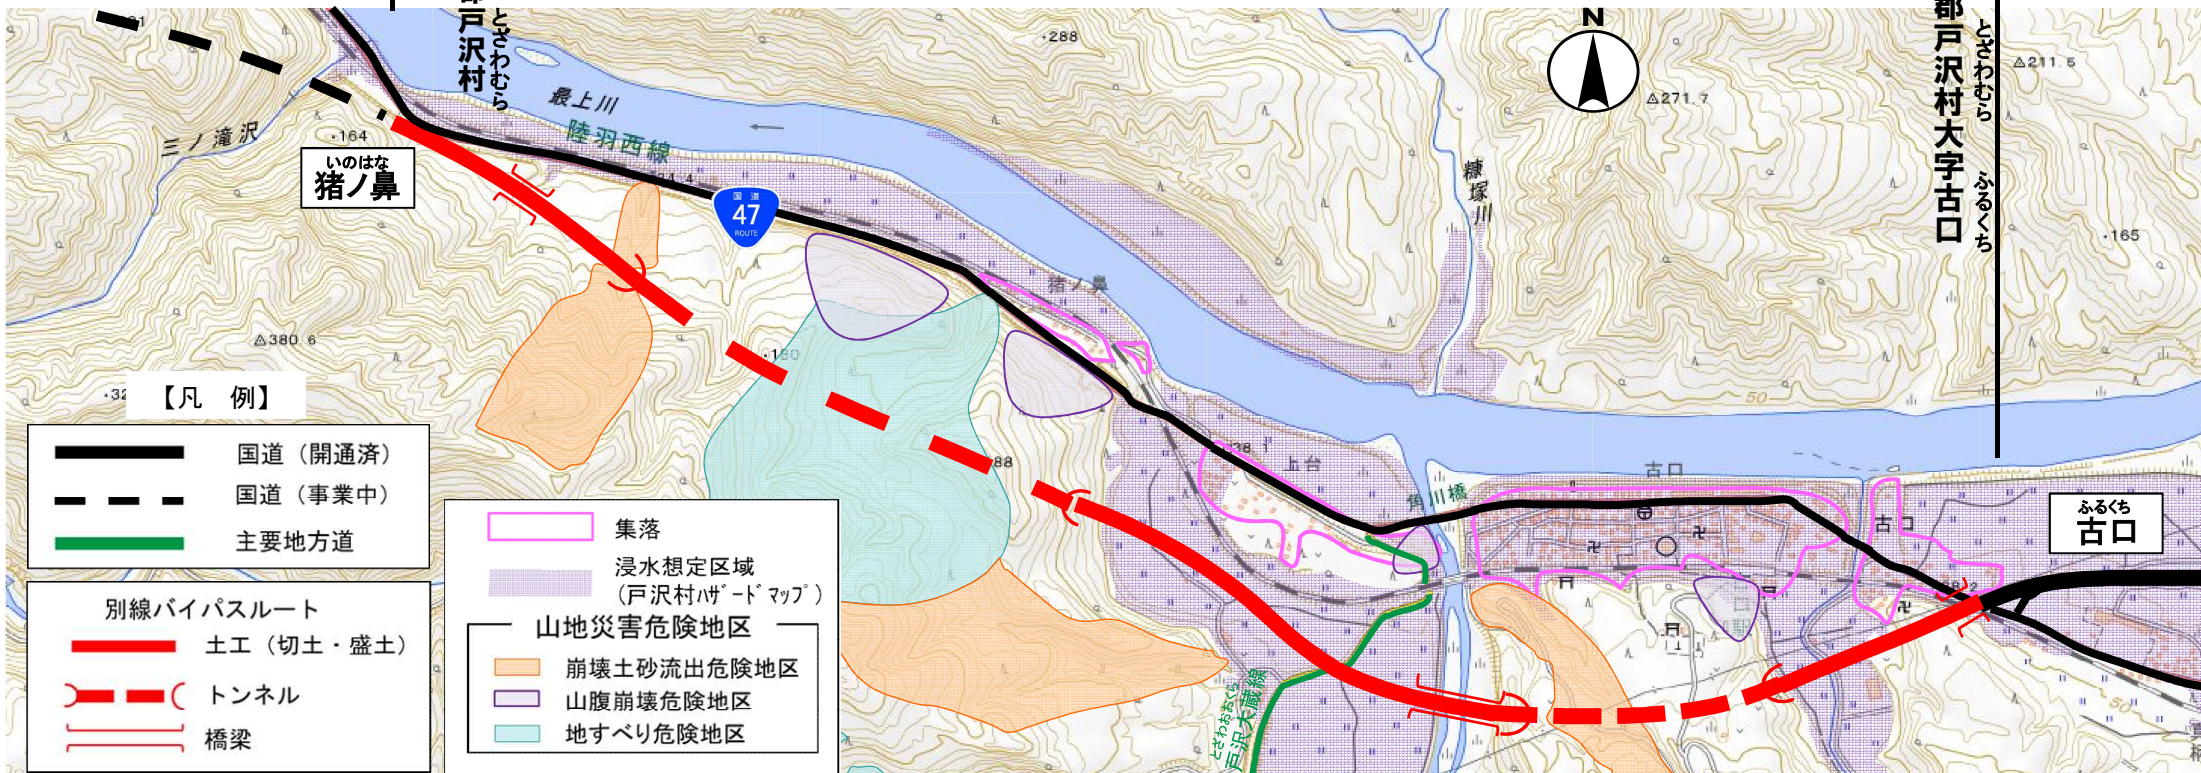 戸沢村
とざわむら
最上川
陸羽西線
三ノ滝沢
・164
いのはな
猪ノ鼻
国道
47
ROUTE
・288
N
糠塚川
△271.7
郡戸沢村大字古口
とざわむら ふるくち
△211.5
・165
猪ノ鼻
△380.6
上台
角川橋
古口
50
古口
ふるくち
古口
とざわおおくら
戸沢大蔵線
50
【凡 例】
国道（開通済）
国道（事業中）
主要地方道
別線バイパスルート
土工（切土・盛土）
トンネル
橋梁
集落
浸水想定区域
（戸沢村ﾊｻﾞｰﾄﾞﾏｯﾌﾟ）
山地災害危険地区
崩壊土砂流出危険地区
山腹崩壊危険地区
地すべり危険地区